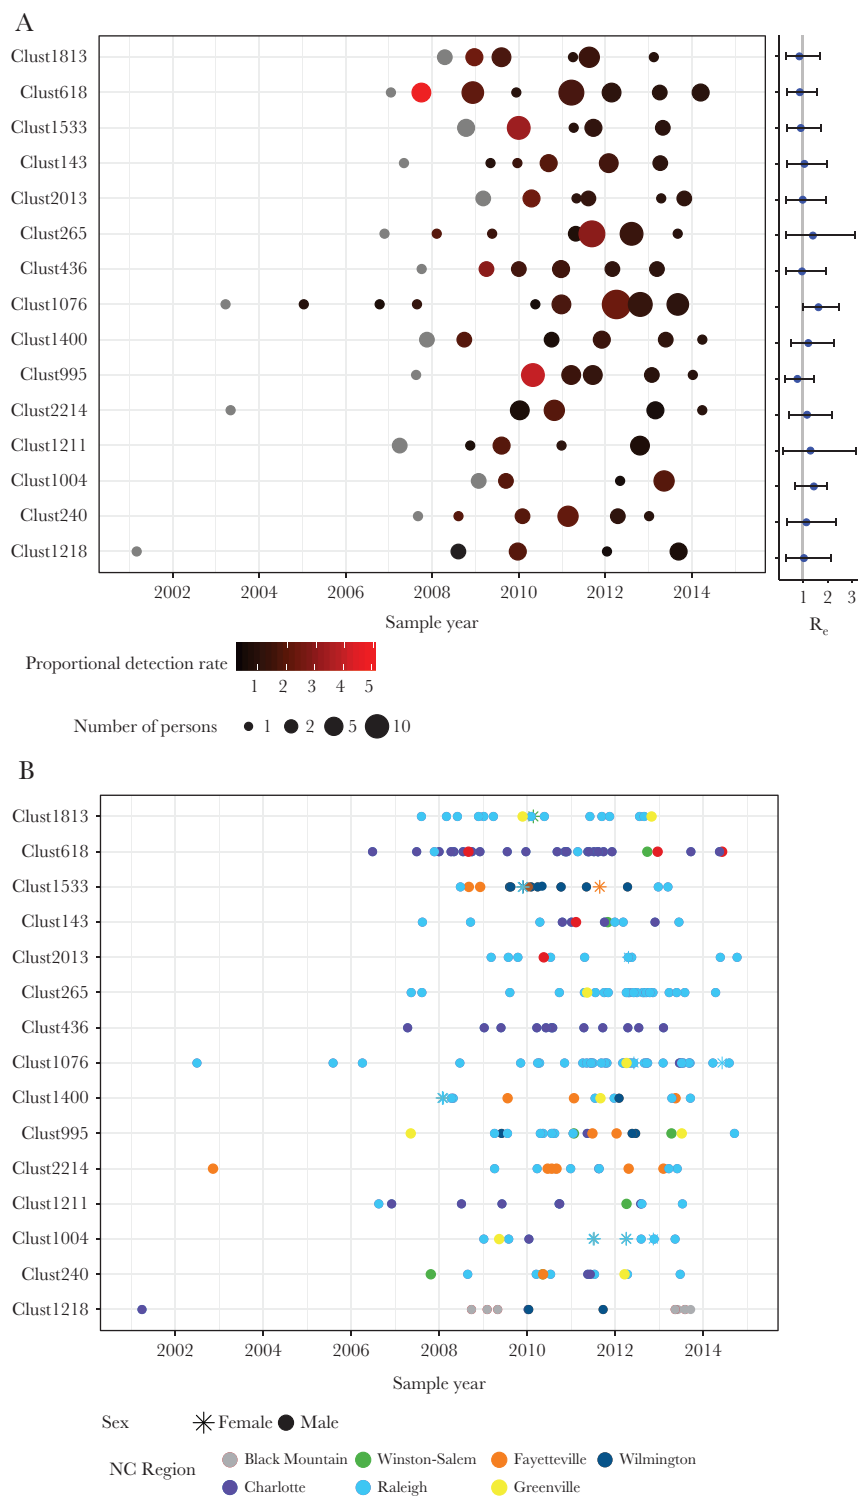 A
Clust1813
Clust618
Clust1533
Clust143
Clust2013
Clust265
Clust436
Clust1076
Clust1400
Clust995
Clust2214
Clust1211
Clust1004
Clust240
Clust1218
2002 2004 2006 2008 2010 2012 2014 1 2 3
Sample year Re
Proportional detection rate
1 2 3 4 5
Number of persons 1 2 5 10
B
Clust1813
Clust618
Clust1533
Clust143
Clust2013
Clust265
Clust436
Clust1076
Clust1400
Clust995
Clust2214
Clust1211
Clust1004
Clust240
Clust1218
2002 2004 2006 2008 2010 2012 2014
Sample year
Sex Female Male
NC Region Black Mountain Winston-Salem Fayetteville Wilmington
Charlotte Raleigh Greenville